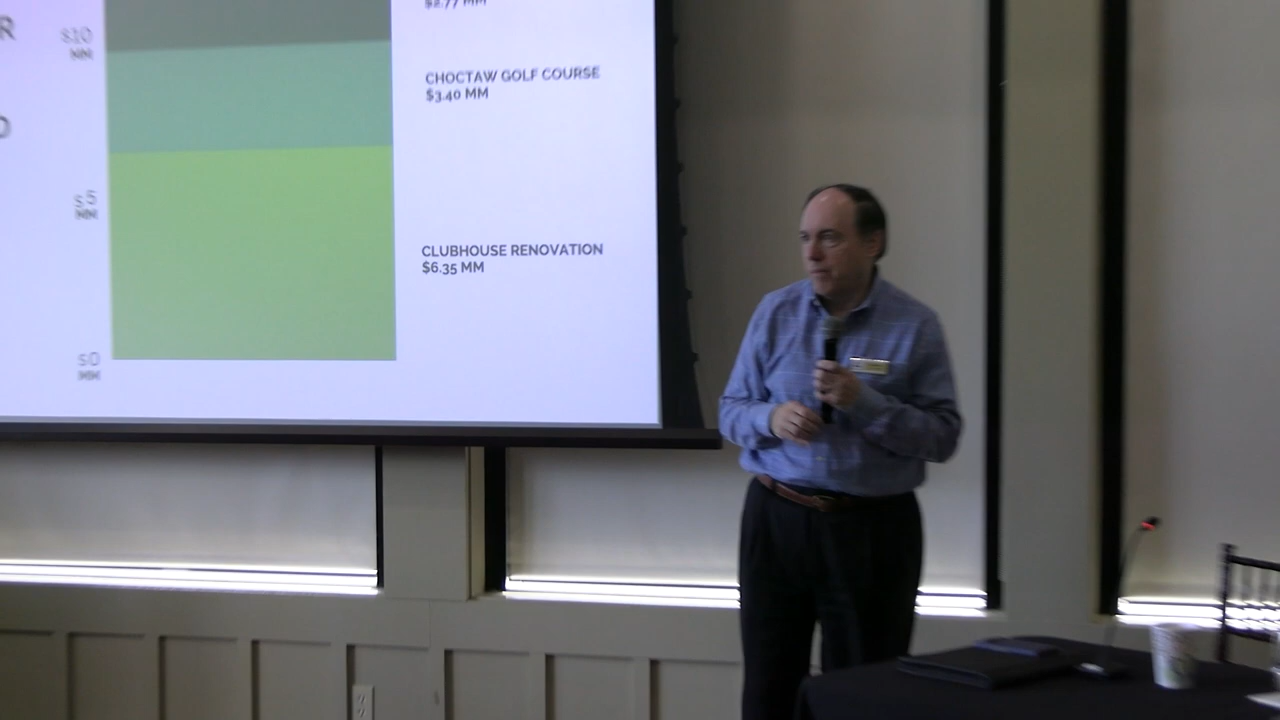 R
$10
MM
$2.77 MM
CHOCTAW GOLF COURSE
$3.40 MM
$5
MM
CLUBHOUSE RENOVATION
$6.35 MM
$0
MM